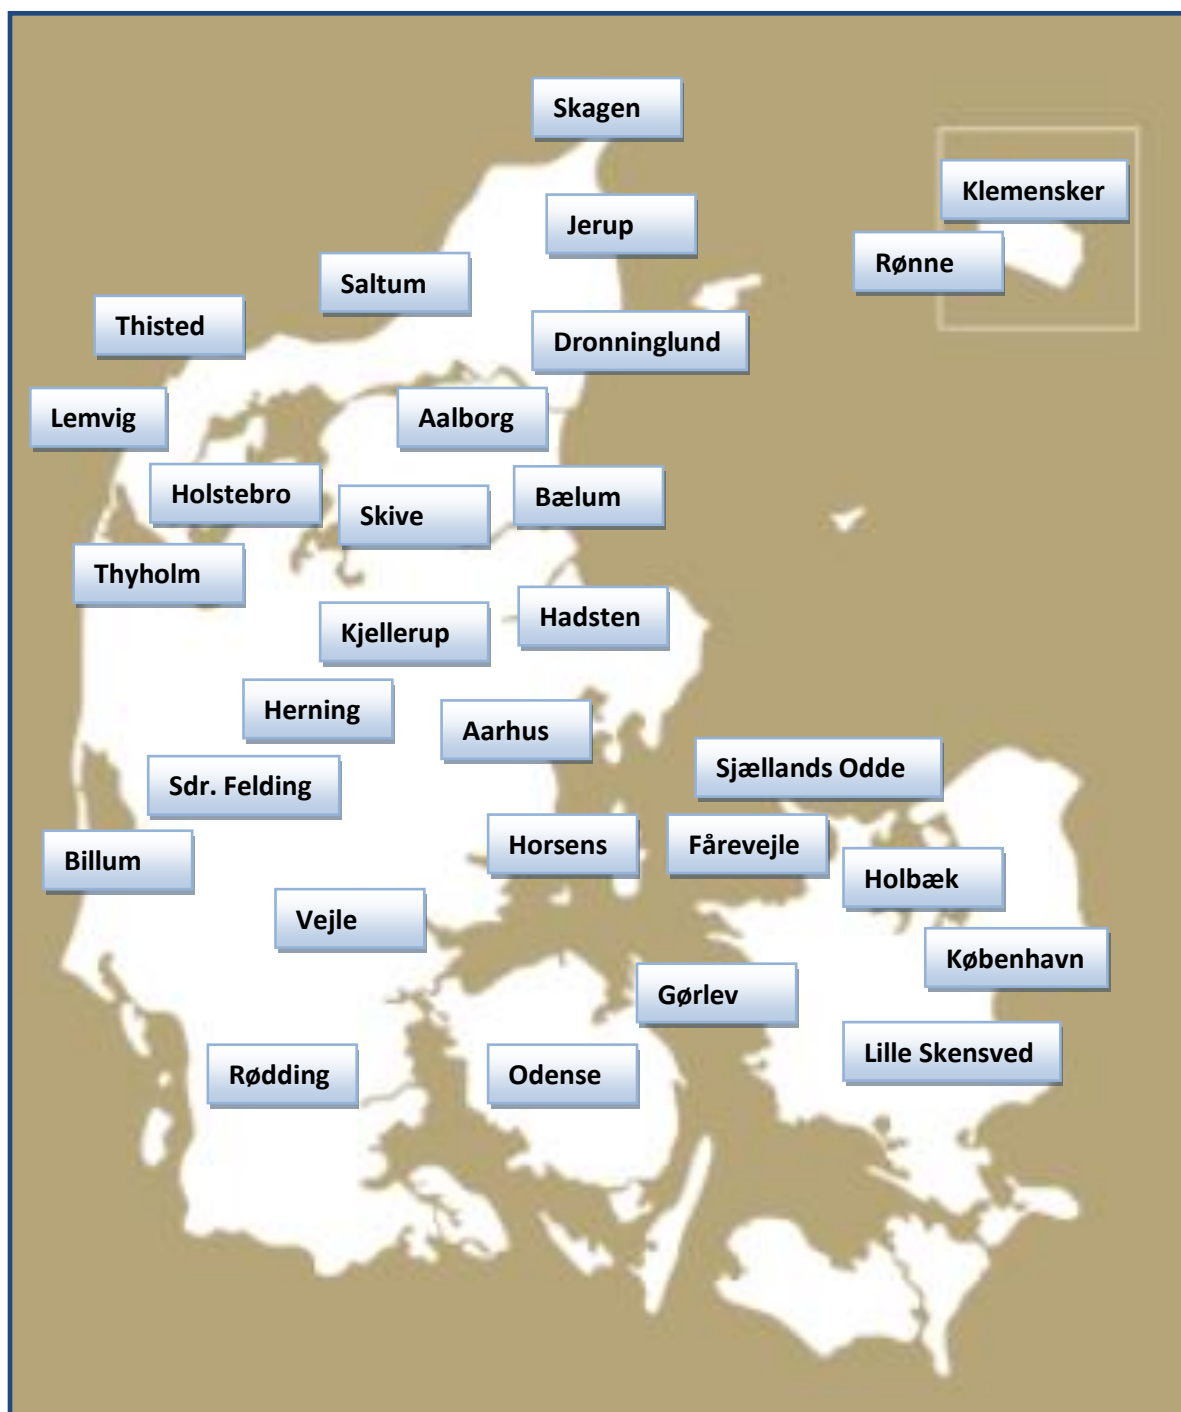 Skagen
Klemensker
Jerup
Rønne
Saltum
Thisted
Dronninglund
Lemvig
Aalborg
Holstebro
Bælum
Skive
Thyholm
Hadsten
Kjellerup
Herning
Aarhus
Sjællands Odde
Sdr. Felding
Horsens
Fårevejle
Billum
Holbæk
Vejle
København
Gørlev
Lille Skensved
Rødding
Odense